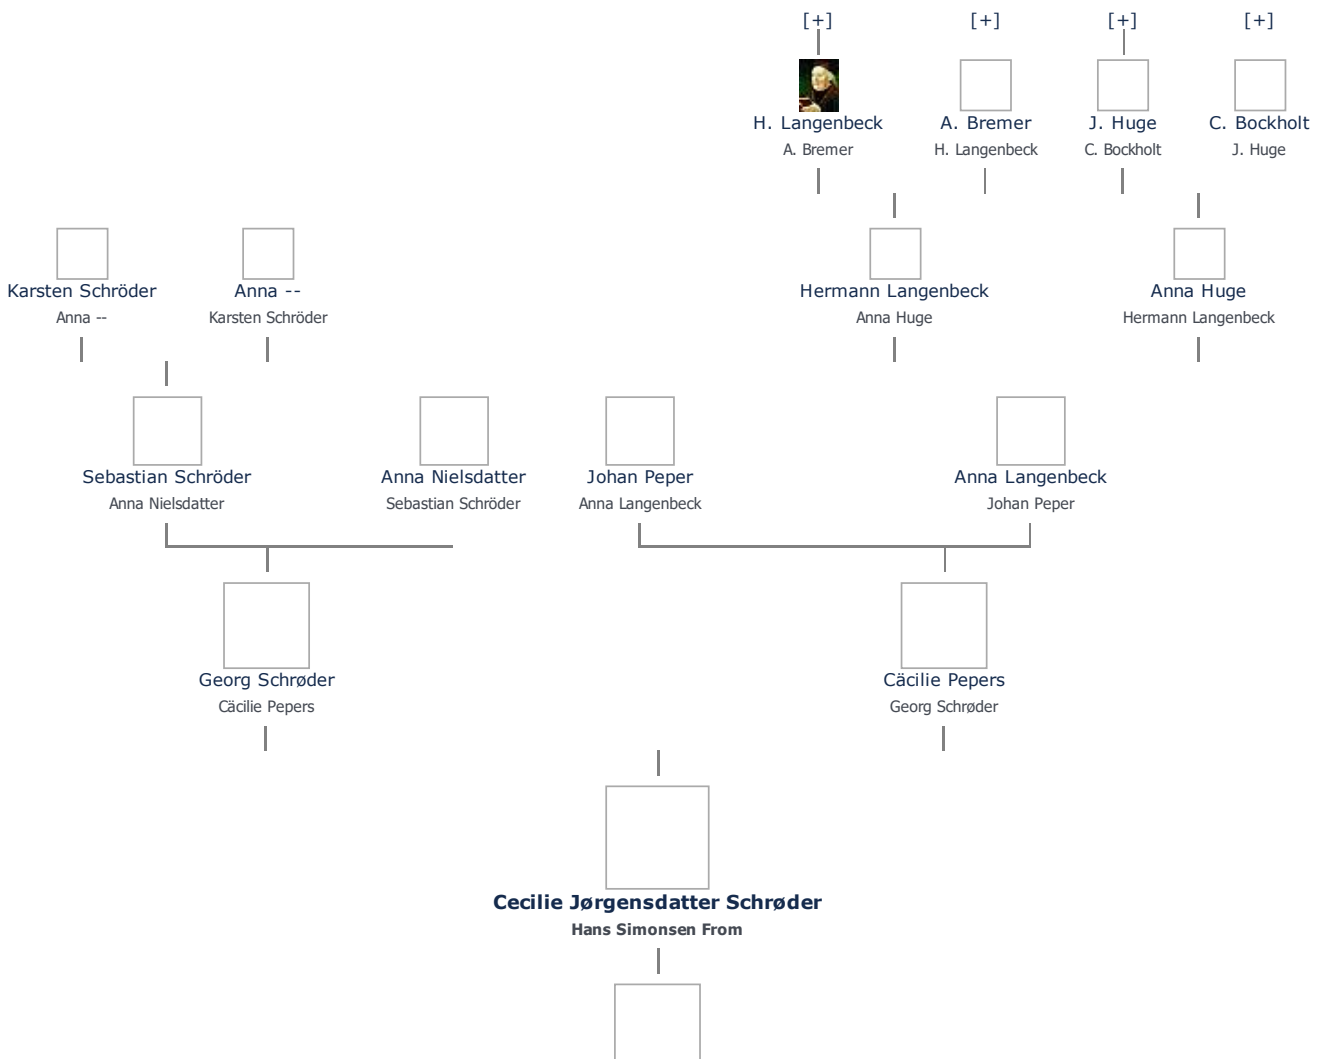 [+] [+] [+] [+]
H. Langenbeck A. Bremer J. Huge C. Bockholt
A. Bremer H. Langenbeck C. Bockholt J. Huge
Karsten Schröder Anna -- Hermann Langenbeck Anna Huge
Anna -- Karsten Schröder Anna Huge Hermann Langenbeck
Sebastian Schröder Anna Nielsdatter Johan Peper Anna Langenbeck
Anna Nielsdatter Sebastian Schröder Anna Langenbeck Johan Peper
Georg Schrøder Cäcilie Pepers
Cäcilie Pepers Georg Schrøder
Cecilie Jørgensdatter Schrøder
Hans Simonsen From